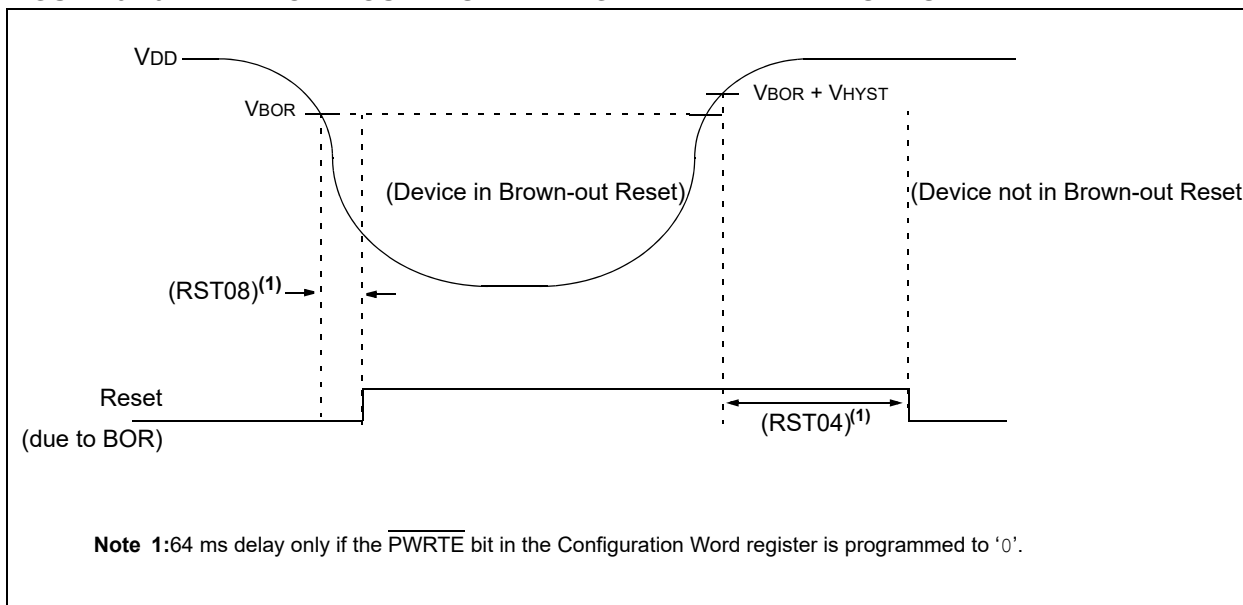 VDD
VBOR
VBOR + VHYST
(Device in Brown-out Reset)
(Device not in Brown-out Reset
(RST08)(1)
Reset
(due to BOR)
(RST04)(1)
Note 1:64 ms delay only if the PWRTE bit in the Configuration Word register is programmed to ‘0’.